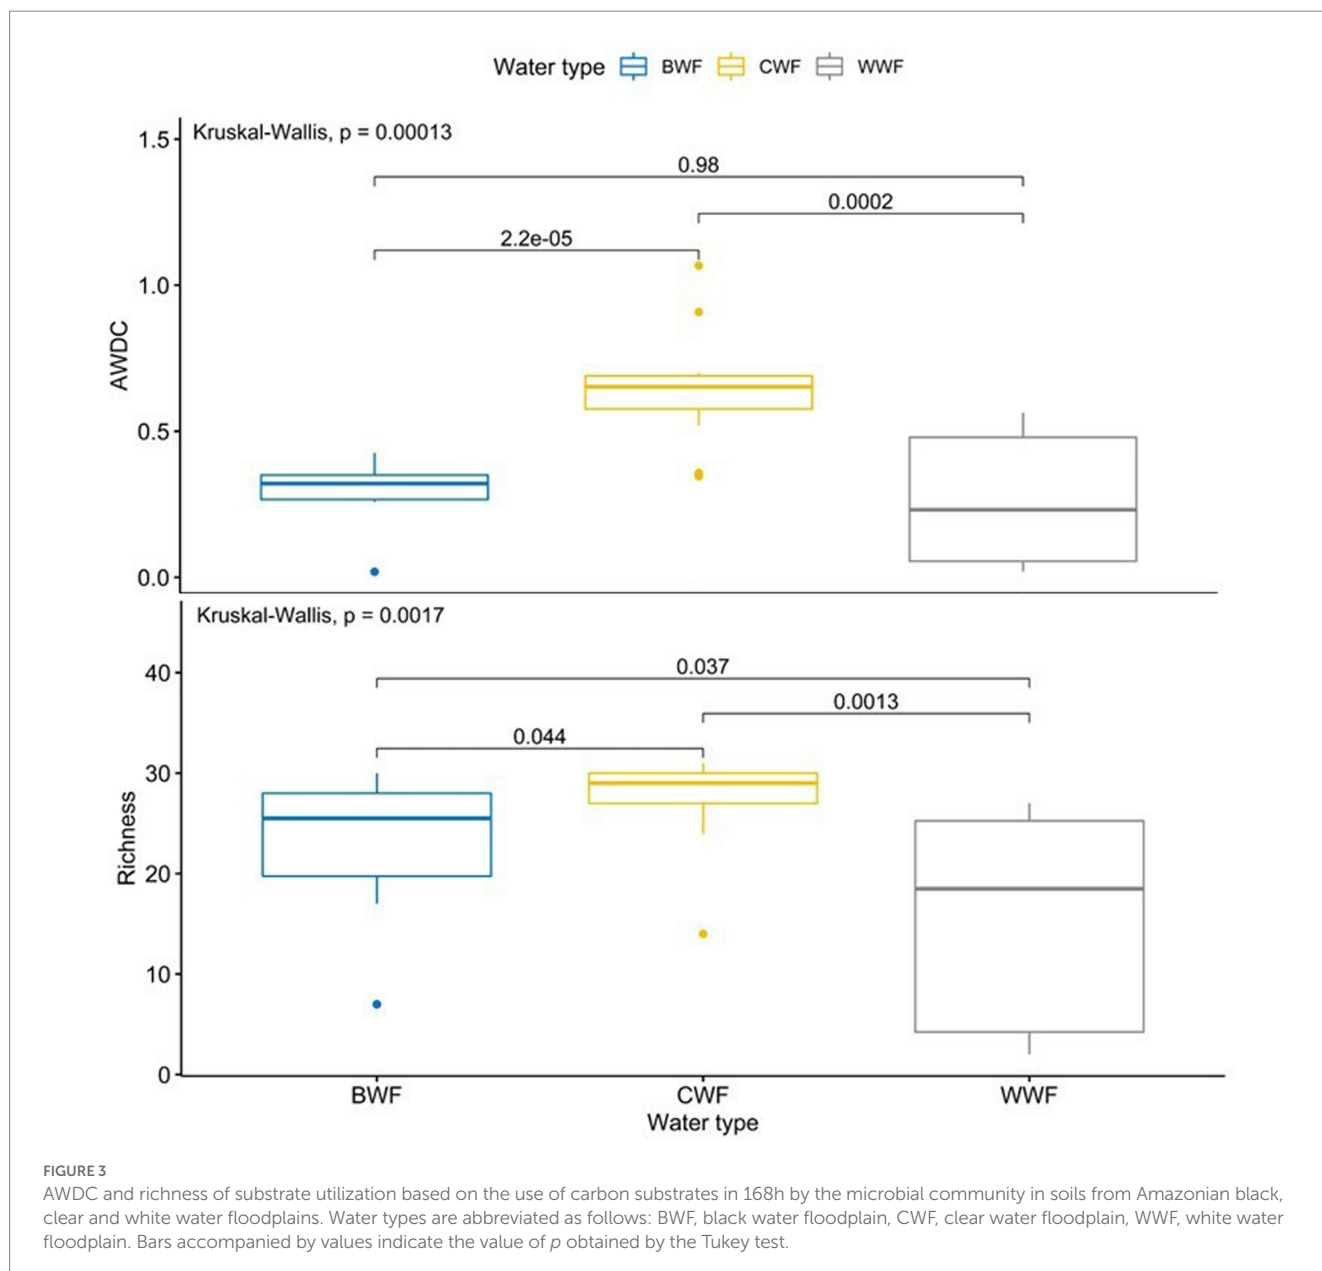 Water type BWF CWF WWF
Kruskal-Wallis, p = 0.00013
1.5
0.98
0.0002
2.2e-05
1.0
AWDC
0.5
0.0
Kruskal-Wallis, p = 0.0017
40
0.037
0.0013
0.044
30
Richness
20
10
0
BWF CWF WWF
Water type
FIGURE 3
AWDC and richness of substrate utilization based on the use of carbon substrates in 168h by the microbial community in soils from Amazonian black,
clear and white water floodplains. Water types are abbreviated as follows: BWF, black water floodplain, CWF, clear water floodplain, WWF, white water
floodplain. Bars accompanied by values indicate the value of p obtained by the Tukey test.